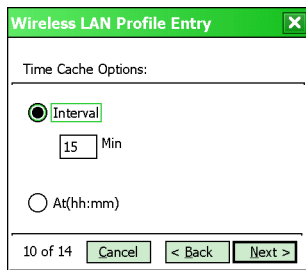 Wireless LAN Profile Entry
Time Cache Options:
Interval
15 Min
At(hh:mm)
10 of 14 Cancel < Back Next >